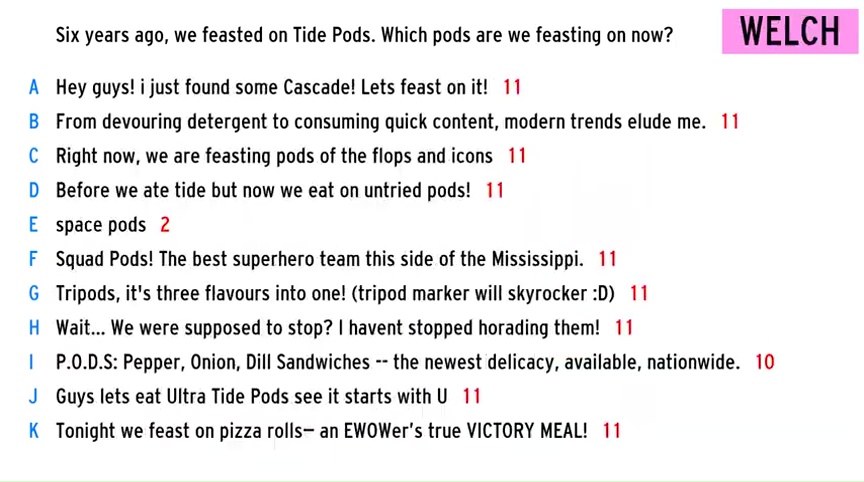 Six years ago, we feasted on Tide Pods. Which pods are we feasting on now?
WELCH
A Hey guys! i just found some Cascade! Lets feast on it! 11
B From devouring detergent to consuming quick content, modern trends elude me. 11
C Right now, we are feasting pods of the flops and icons 11
D Before we ate tide but now we eat on untried pods! 11
E space pods 2
F Squad Pods! The best superhero team this side of the Mississippi. 11
G Tripods, it's three flavours into one! (tripod marker will skyrocker :D) 11
H Wait... We were supposed to stop? I havent stopped horading them! 11
I P.O.D.S: Pepper, Onion, Dill Sandwiches -- the newest delicacy, available, nationwide. 10
J Guys lets eat Ultra Tide Pods see it starts with U 11
K Tonight we feast on pizza rolls— an EWOWer's true VICTORY MEAL! 11